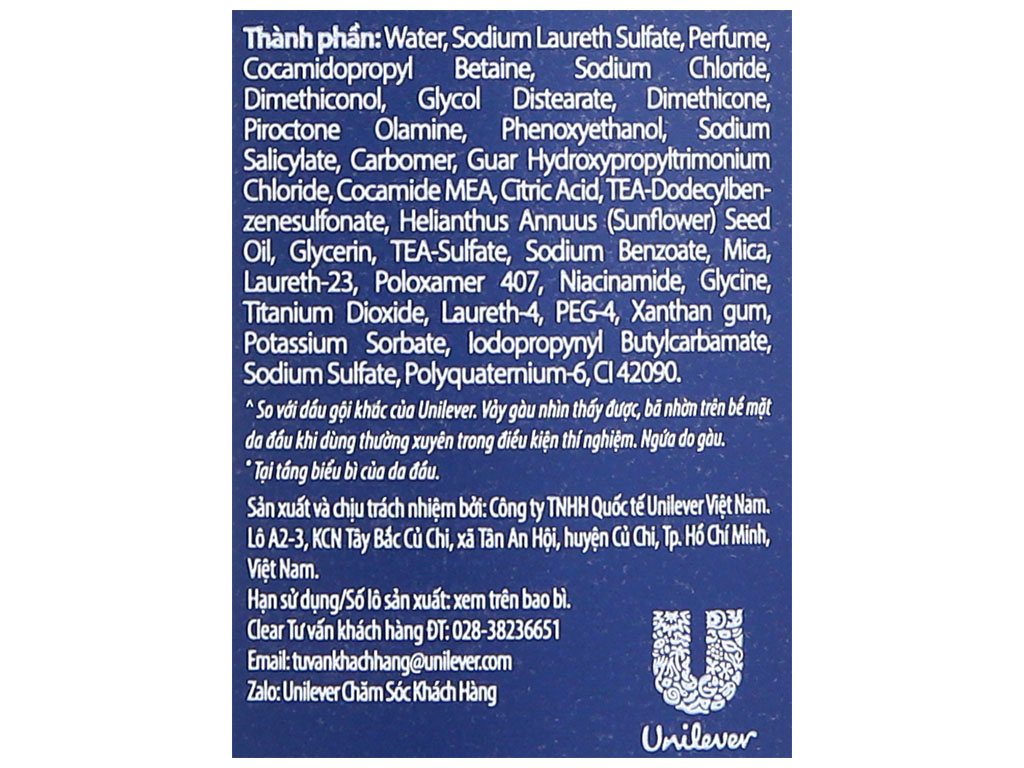 Thành phần: Water, Sodium Laureth Sulfate, Perfume,
Cocamidopropyl Betaine, Sodium Chloride,
Dimethiconol, Glycol Distearate, Dimethicone,
Piroctone Olamine, Phenoxyethanol, Sodium
Salicylate, Carbomer, Guar Hydroxypropyltrimonium
Chloride, Cocamide MEA, Citric Acid, TEA-Dodecylben-
zenesulfonate, Helianthus Annuus (Sunflower) Seed
Oil, Glycerin, TEA-Sulfate, Sodium Benzoate, Mica,
Laureth-23, Poloxamer 407, Niacinamide, Glycine,
Titanium Dioxide, Laureth-4, PEG-4, Xanthan gum,
Potassium Sorbate, Iodopropynyl Butylcarbamate,
Sodium Sulfate, Polyquaternium-6, CI 42090.
^ So với dầu gội khác của Unilever. Vảy gàu nhìn thấy được, bã nhờn trên bề mặt
da đầu khi dùng thường xuyên trong điều kiện thí nghiệm. Ngứa do gàu.
* Tại tầng biểu bì của da đầu.
Sản xuất và chịu trách nhiệm bởi: Công ty TNHH Quốc tế Unilever Việt Nam.
Lô A2-3, KCN Tây Bắc Củ Chi, xã Tân An Hội, huyện Củ Chi, Tp. Hồ Chí Minh,
Việt Nam.
Hạn sử dụng/Số lô sản xuất: xem trên bao bì.
Clear Tư vấn khách hàng ĐT: 028-38236651
Email: tuvankhachhang@unilever.com
Zalo: Unilever Chăm Sóc Khách Hàng
Unilever